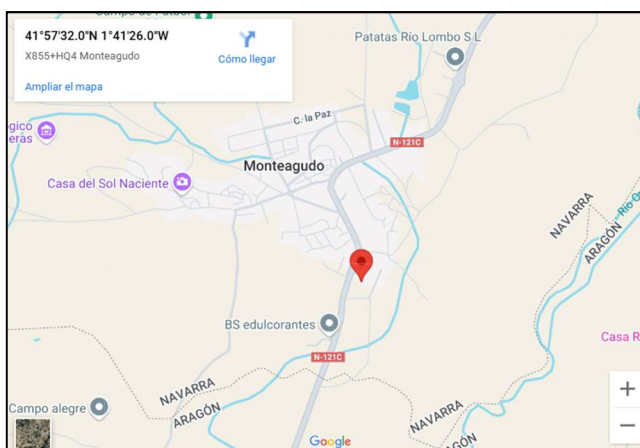 41°57'32.0"N 1°41'26.0"W
X855+HQ4 Monteagudo
Cómo llegar
Ampliar el mapa
Patatas Río Lombo S L
C. la Paz
N-121C
Monteagudo
Casa del Sol Naciente
NAVARRA
ARAGÓN
BS edulcorantes
N-121C
Casa R
NAVARRA
ARAGÓN
Campo alegre
NAVARRA
Google